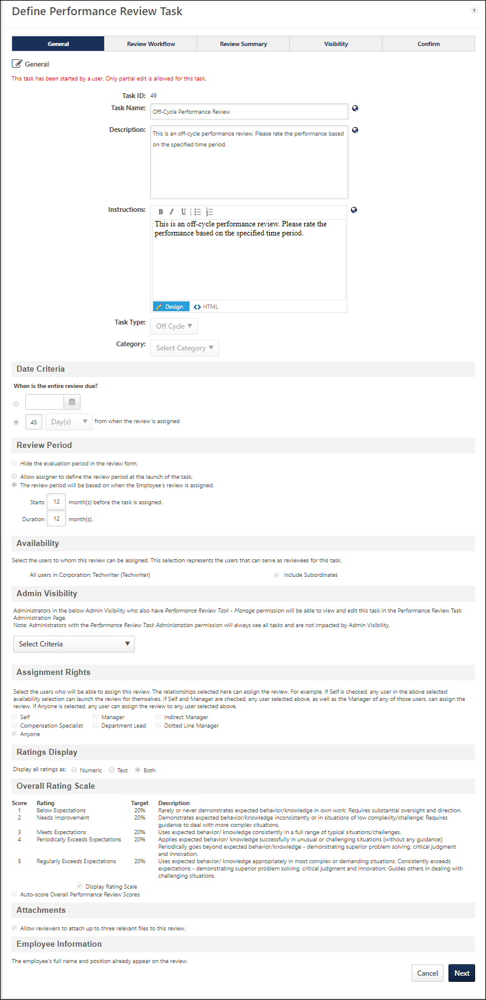 Define Performance Review Task
?
General
Review Workflow
Review Summary
Visibility
Confirm
General
This task has been started by a user. Only partial edit is allowed for this task.
Task ID: 49
Task Name: Off-Cycle Performance Review
Description: This is an off-cycle performance review. Please rate the performance based
on the specified time period.
Instructions: B I U
This is an off-cycle performance review. Please rate the
performance based on the specified time period.
Design HTML
Task Type: Off Cycle
Category: Select Category
Date Criteria
When is the entire review due?
45 Day(s) from when the review is assigned
Review Period
Hide the evaluation period in the review form.
Allow assigner to define the review period at the launch of the task.
The review period will be based on when the Employee's review is assigned.
Starts 12 month(s) before the task is assigned.
Duration 12 month(s).
Availability
Select the users to whom this review can be assigned. This selection represents the users that can serve as reviewees for this task.
All users in Corporation: Techwriter (Techwriter) Include Subordinates
Admin Visibility
Administrators in the below Admin Visibility who also have Performance Review Task - Manage permission will be able to view and edit this task in the Performance Review Task
Administration Page.
Note: Administrators with the Performance Review Task Administration permission will always see all tasks and are not impacted by Admin Visibility.
Select Criteria
Assignment Rights
Select the users who will be able to assign this review. The relationships selected here can assign the review. For example, if Self is checked, any user in the above selected
availability selection can launch the review for themselves. If Self and Manager are checked, any user selected above, as well as the Manager of any of those users, can assign the
review. If Anyone is selected, any user can assign the review to any user selected above.
Self Manager Indirect Manager
Compensation Specialist Department Lead Dotted Line Manager
Anyone
Ratings Display
Display all ratings as: Numeric Text Both
Overall Rating Scale
Score Rating Target Description
1 Below Expectations 20% Rarely or never demonstrates expected behavior/knowledge in own work; Requires substantial oversight and direction.
2 Needs Improvement 20% Demonstrates expected behavior/knowledge inconsistently or in situations of low complexity/challenge; Requires
guidance to deal with more complex situations.
3 Meets Expectations 20% Uses expected behavior/ knowledge consistently in a full range of typical situations/challenges.
4 Periodically Exceeds Expectations 20% Applies expected behavior/ knowledge successfully in unusual or challenging situations (without any guidance);
Periodically goes beyond expected behavior/knowledge - demonstrating superior problem solving, critical judgment
and innovation.
5 Regularly Exceeds Expectations 20% Uses expected behavior/ knowledge appropriately in most complex or demanding situations; Consistently exceeds
expectations - demonstrating superior problem solving, critical judgment and innovation; Guides others in dealing with
challenging situations.
Display Rating Scale
Auto-score Overall Performance Review Scores
Attachments
Allow reviewers to attach up to three relevant files to this review.
Employee Information
The employee's full name and position already appear on the review.
Cancel Next